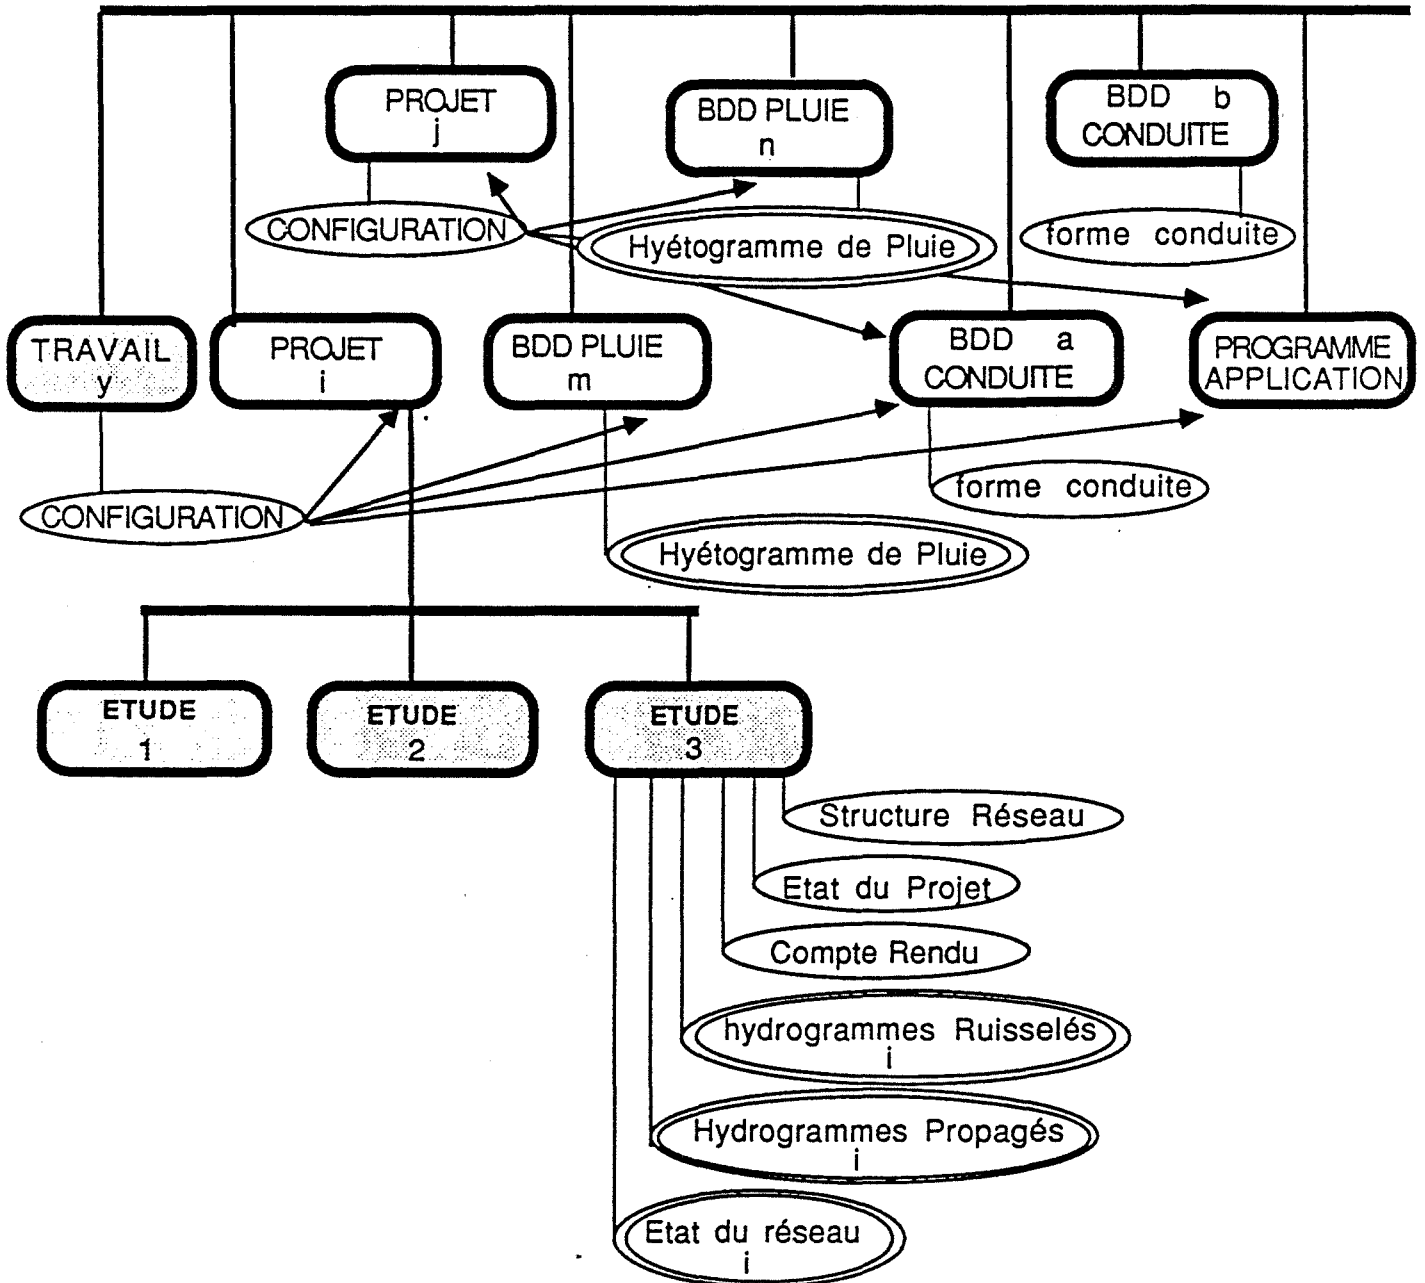 PROJET
j
BDD PLUIE
n
BDD b
CONDUITE
CONFIGURATION
Hyétogramme de Pluie
forme conduite
TRAVAIL
y
PROJET
i
BDD PLUIE
m
BDD a
CONDUITE
PROGRAMME
APPLICATION
CONFIGURATION
forme conduite
Hyétogramme de Pluie
ETUDE
1
ETUDE
2
ETUDE
3
Structure Réseau
Etat du Projet
Compte Rendu
hydrogrammes Ruisselés
i
Hydrogrammes Propagés
i
Etat du réseau
i